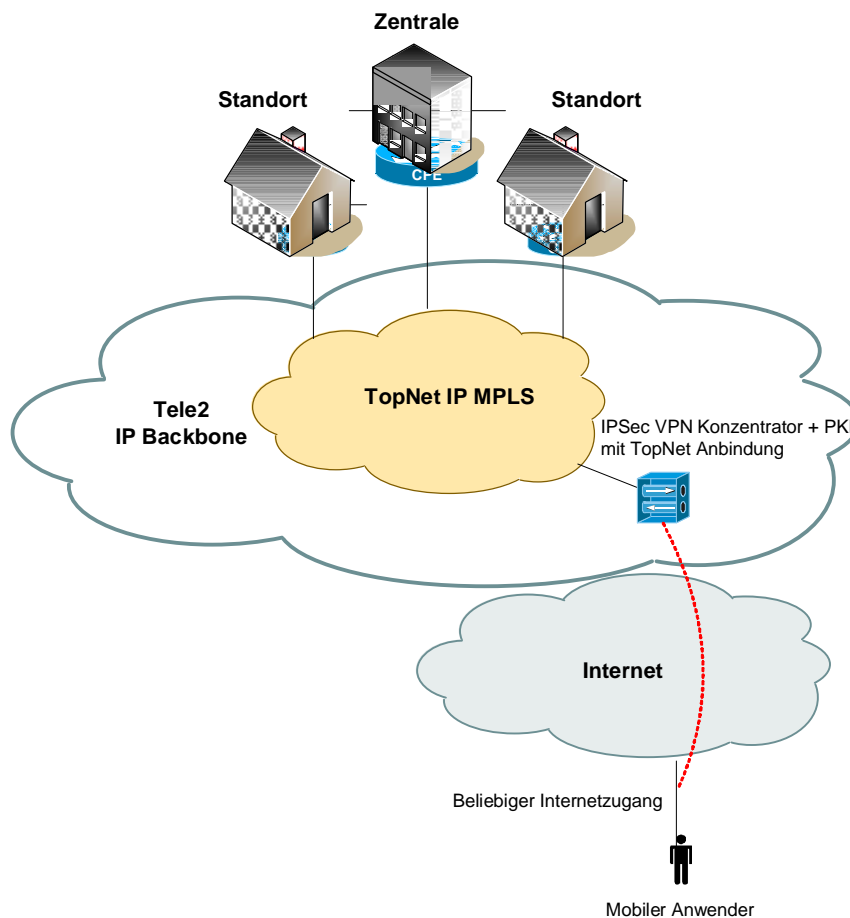 Zentrale
Standort
Standort
CPE
TopNet IP MPLS
Tele2
IP Backbone
IPSec VPN Konzentrator + PKI
mit TopNet Anbindung
Internet
Beliebiger Internetzugang
Mobiler Anwender